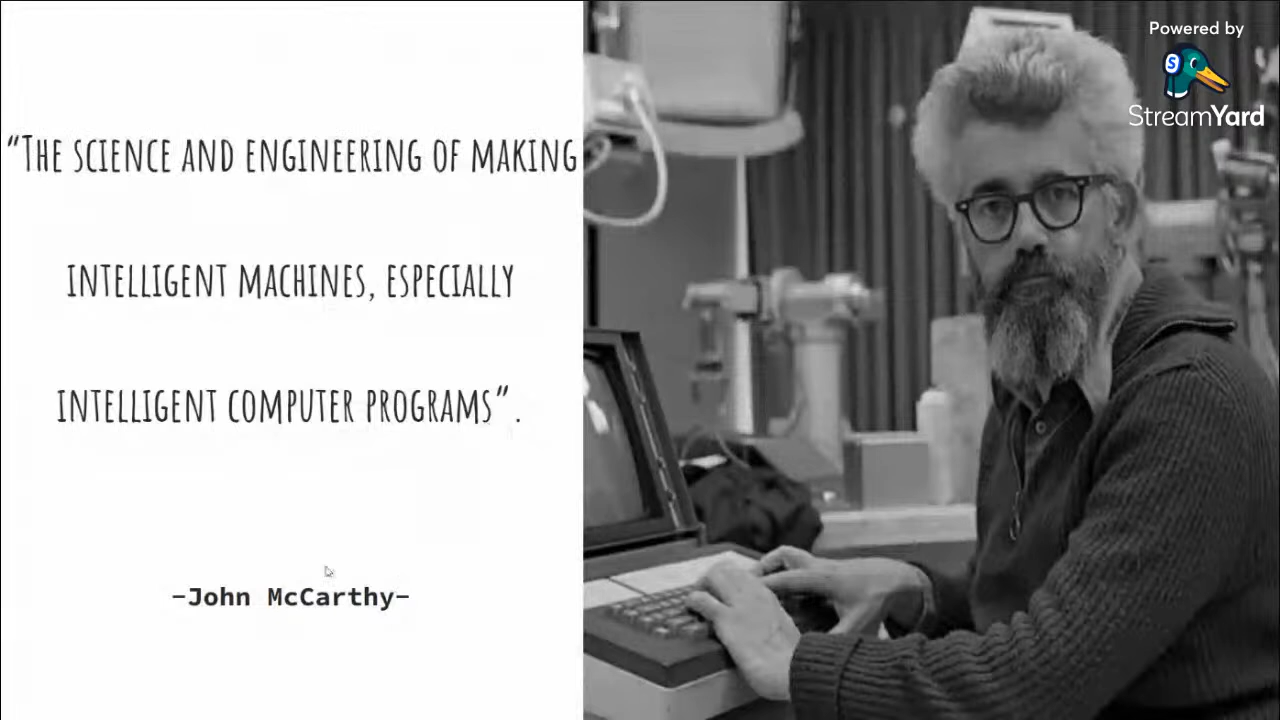 “The science and engineering of making
intelligent machines, especially
intelligent computer programs”.
-John McCarthy-
Powered by
S
StreamYard